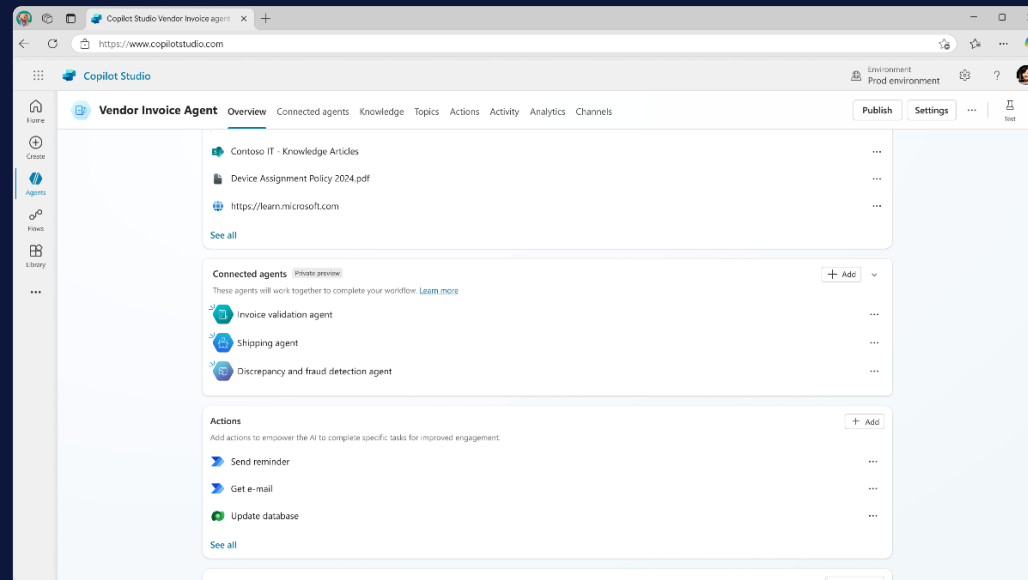 Copilot Studio Vendor Invoice agent
https://www.copilotstudio.com
Copilot Studio
Environment
Prod environment
Home
Create
Agents
Flows
Library
Vendor Invoice Agent
Overview
Connected agents
Knowledge
Topics
Actions
Activity
Analytics
Channels
Publish
Settings
Test
Contoso IT - Knowledge Articles
Device Assignment Policy 2024.pdf
https://learn.microsoft.com
See all
Connected agents Private preview
+ Add
These agents will work together to complete your workflow. Learn more
Invoice validation agent
Shipping agent
Discrepancy and fraud detection agent
Actions
+ Add
Add actions to empower the AI to complete specific tasks for improved engagement.
Send reminder
Get e-mail
Update database
See all